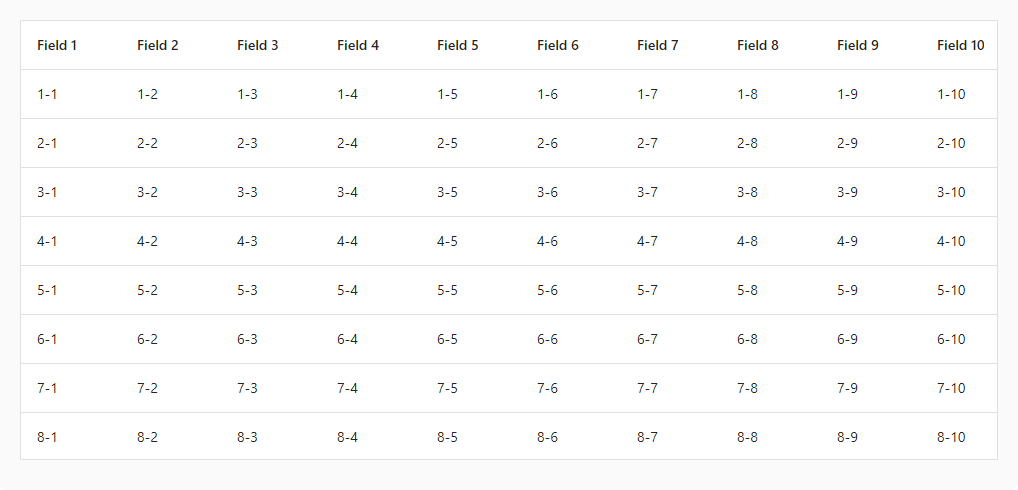 Field 1 Field 2 Field 3 Field 4 Field 5 Field 6 Field 7 Field 8 Field 9 Field 10
1-1 1-2 1-3 1-4 1-5 1-6 1-7 1-8 1-9 1-10
2-1 2-2 2-3 2-4 2-5 2-6 2-7 2-8 2-9 2-10
3-1 3-2 3-3 3-4 3-5 3-6 3-7 3-8 3-9 3-10
4-1 4-2 4-3 4-4 4-5 4-6 4-7 4-8 4-9 4-10
5-1 5-2 5-3 5-4 5-5 5-6 5-7 5-8 5-9 5-10
6-1 6-2 6-3 6-4 6-5 6-6 6-7 6-8 6-9 6-10
7-1 7-2 7-3 7-4 7-5 7-6 7-7 7-8 7-9 7-10
8-1 8-2 8-3 8-4 8-5 8-6 8-7 8-8 8-9 8-10